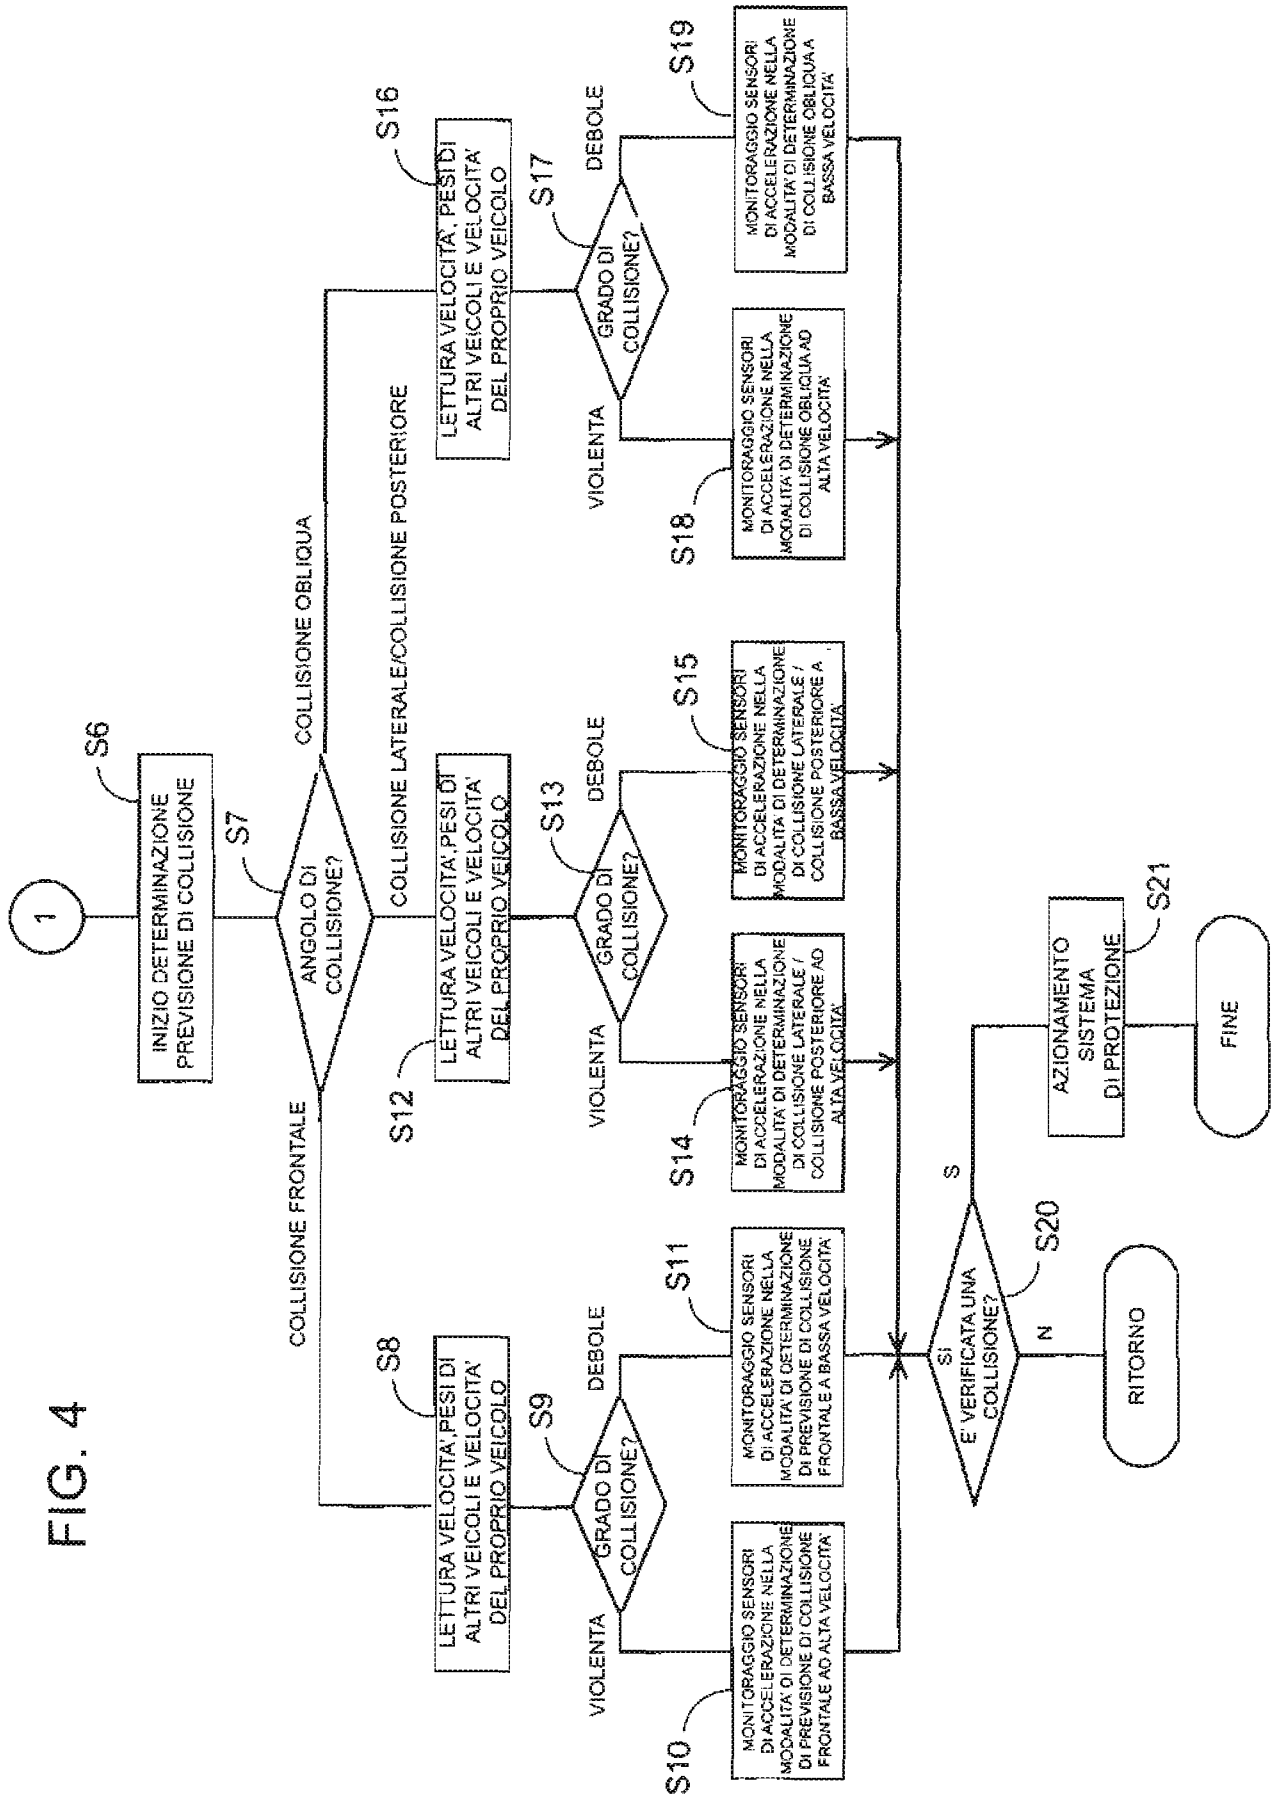 FIG. 4
1
S6
INIZIO DETERMINAZIONE
PREVISIONE DI COLLISIONE
S7
ANGOLO DI
COLLISIONE?
COLLISIONE FRONTALE
COLLISIONE LATERALE/COLLISIONE POSTERIORE
COLLISIONE OBLIQUA
S8
LETTURA VELOCITA',PESI DI
ALTRI VEICOLI E VELOCITA'
DEL PROPRIO VEICOLO
S12
LETTURA VELOCITA',PESI DI
ALTRI VEICOLI E VELOCITA'
DEL PROPRIO VEICOLO
S16
LETTURA VELOCITA', PESI DI
ALTRI VEICOLI E VELOCITA'
DEL PROPRIO VEICOLO
S9
GRADO DI
COLLISIONE?
VIOLENTA
DEBOLE
S13
GRADO DI
COLLISIONE?
VIOLENTA
DEBOLE
S17
GRADO DI
COLLISIONE?
VIOLENTA
DEBOLE
S10
MONITORAGGIO SENSORI
DI ACCELERAZIONE NELLA
MODALITA' DI DETERMINAZIONE
DI PREVISIONE DI COLLISIONE
FRONTALE AD ALTA VELOCITA'
S11
MONITORAGGIO SENSORI
DI ACCELERAZIONE NELLA
MODALITA' DI DETERMINAZIONE
DI PREVISIONE DI COLLISIONE
FRONTALE A BASSA VELOCITA'
S14
MONITORAGGIO SENSORI
DI ACCELERAZIONE NELLA
MODALITA' DI DETERMINAZIONE
DI COLLISIONE LATERALE /
COLLISIONE POSTERIORE AD
ALTA VELOCITA'
S15
MONITORAGGIO SENSORI
DI ACCELERAZIONE NELLA
MODALITA' DI DETERMINAZIONE
DI COLLISIONE LATERALE /
COLLISIONE POSTERIORE A
BASSA VELOCITA'
S18
MONITORAGGIO SENSORI
DI ACCELERAZIONE NELLA
MODALITA' DI DETERMINAZIONE
DI COLLISIONE OBLIQUA AD
ALTA VELOCITA'
S19
MONITORAGGIO SENSORI
DI ACCELERAZIONE NELLA
MODALITA' DI DETERMINAZIONE
DI COLLISIONE OBLIQUA A
BASSA VELOCITA'
S20
SI
E' VERIFICATA UNA
COLLISIONE?
S
N
S21
AZIONAMENTO
SISTEMA
DI PROTEZIONE
RITORNO
FINE